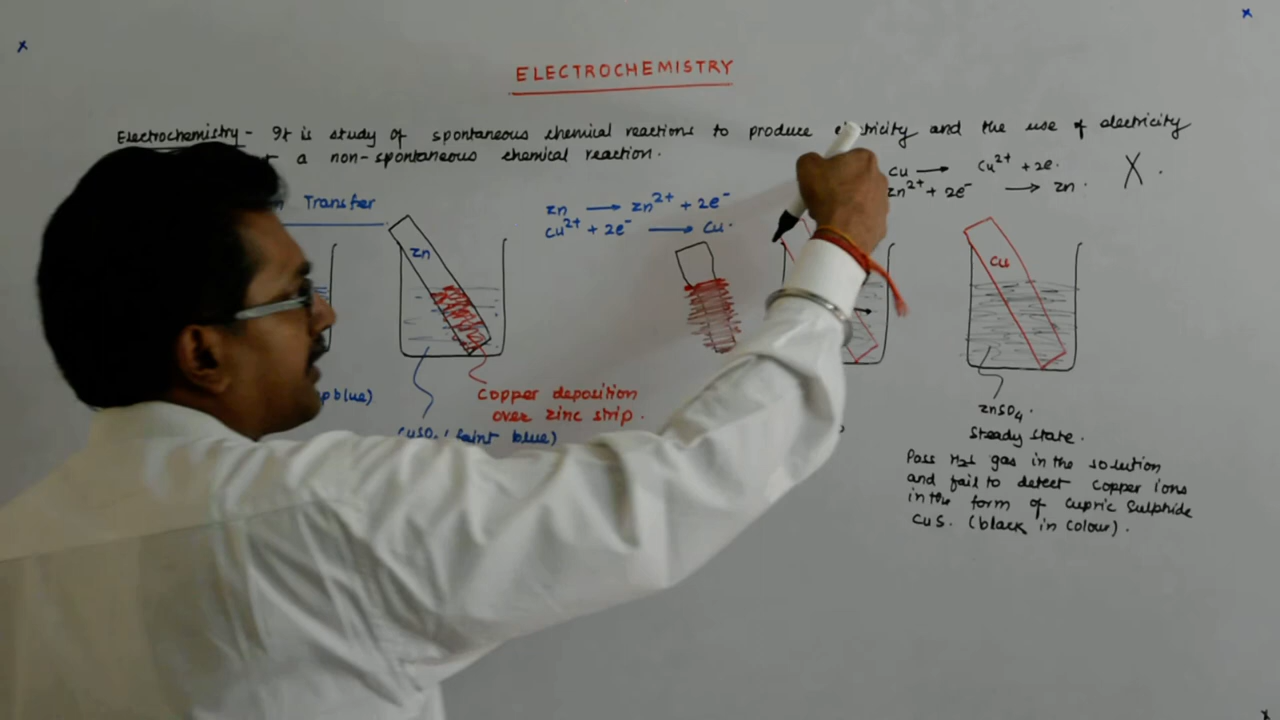 ELECTROCHEMISTRY
Electrochemistry - It is study of spontaneous chemical reactions to produce electricity and the use of electricity
a non-spontaneous chemical reaction.
Cu → Cu²⁺ + 2e.
Zn²⁺ + 2e⁻ → Zn.
X.
Transfer
Zn → Zn²⁺ + 2e⁻
Cu²⁺ + 2e⁻ → Cu.
Zn
Cu
Copper deposition
over zinc strip.
CuSO₄ (faint blue)
blue)
ZnSO₄.
Steady state.
Pass H₂S gas in the solution
and fail to detect copper ions
in the form of cupric sulphide
CuS. (black in colour).